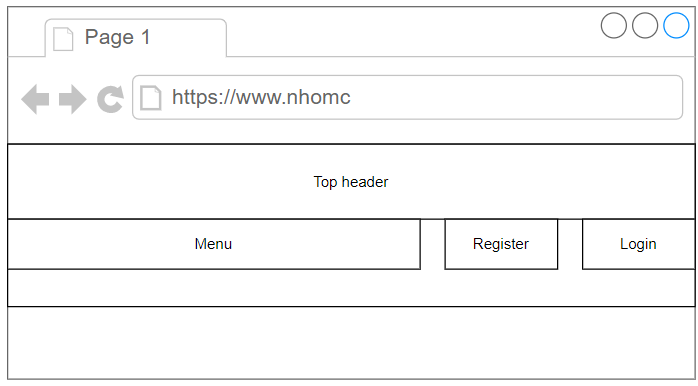 Page 1
https://www.nhomc
Top header
Menu
Register
Login